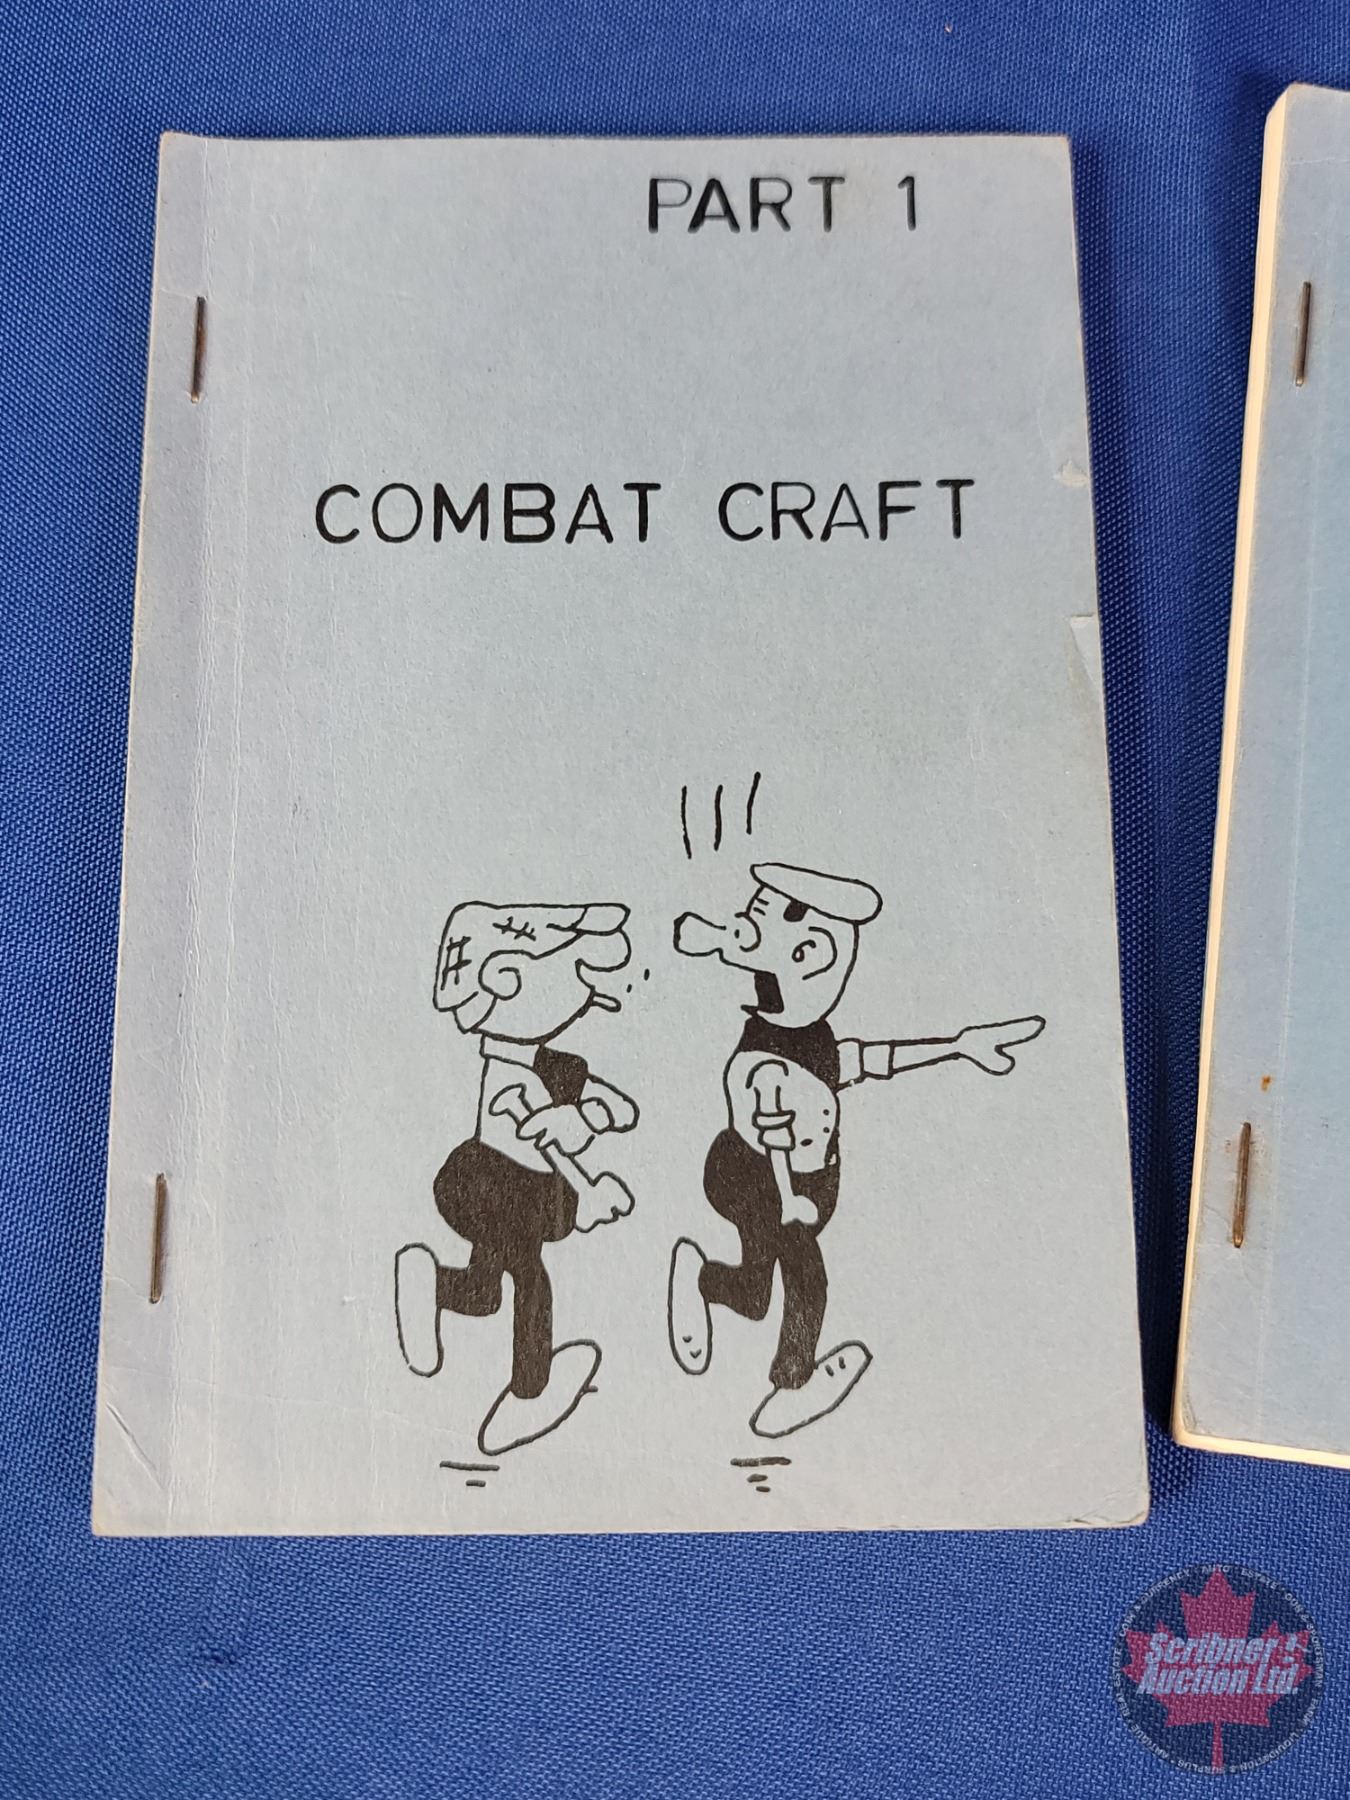 PART 1
COMBAT CRAFT
Scribner
Auction Ltd.